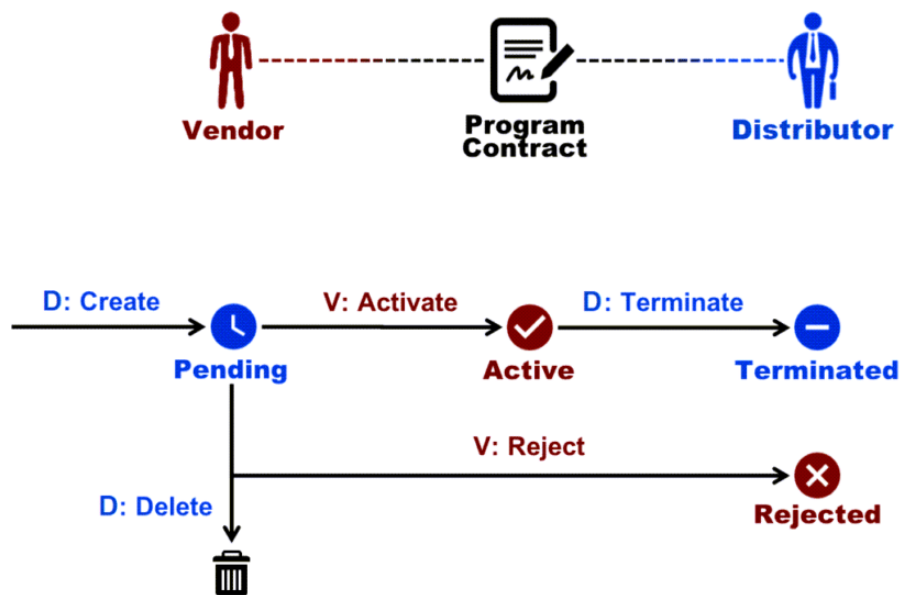 Vendor
Program
Contract
Distributor
D: Create
V: Activate
D: Terminate
Pending
Active
Terminated
V: Reject
D: Delete
Rejected